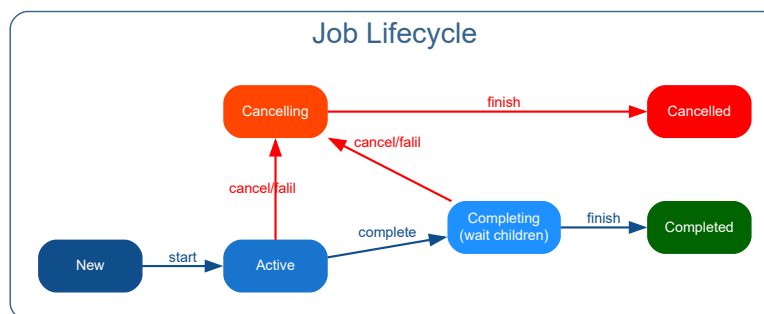 Job Lifecycle
Cancelling
finish
Cancelled
cancel/falil
cancel/falil
Completing
(wait children)
finish
Completed
complete
New
start
Active